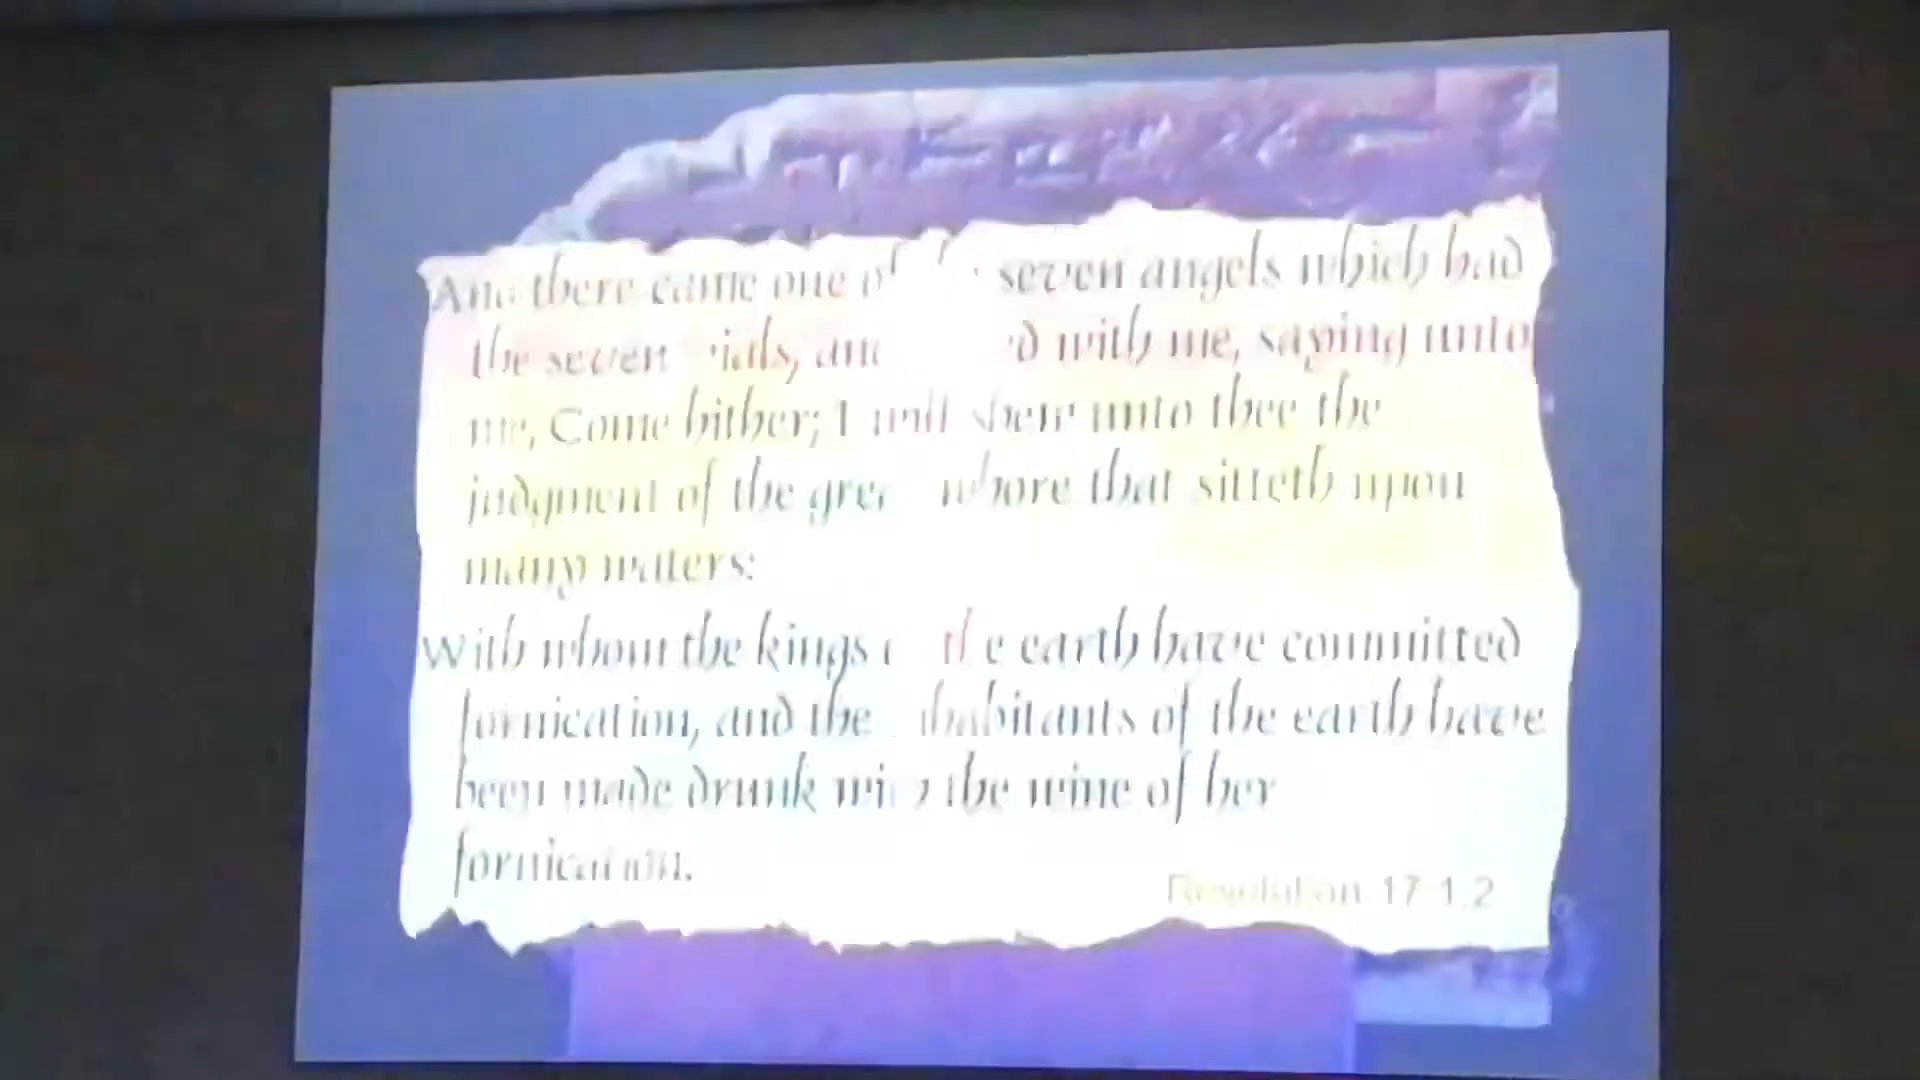 And there came one of seven angels which had
the seven vials, and with me, saying unto
me, Come hither; I will shew unto thee the
judgment of the great whore that sitteth upon
many waters:
With whom the kings the earth have committed
fornication, and the inhabitants of the earth have
been made drunk with the wine of her
fornication.
Revelation 17:1,2